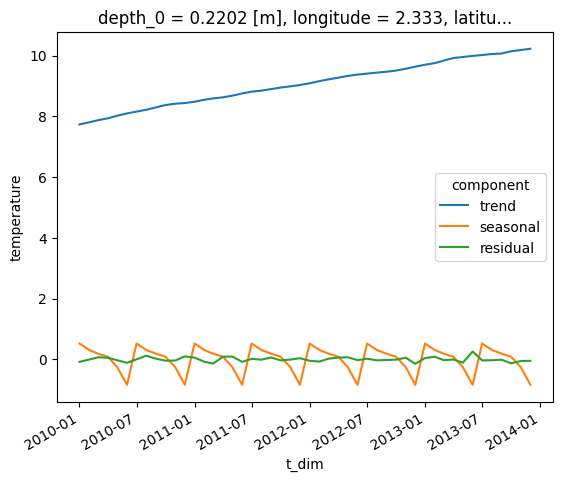 depth_0 = 0.2202 [m], longitude = 2.333, latitu...
temperature
10
8
6
4
2
0
component
trend
seasonal
residual
2010-01
2010-07
2011-01
2011-07
2012-01
2012-07
2013-01
2013-07
2014-01
t_dim